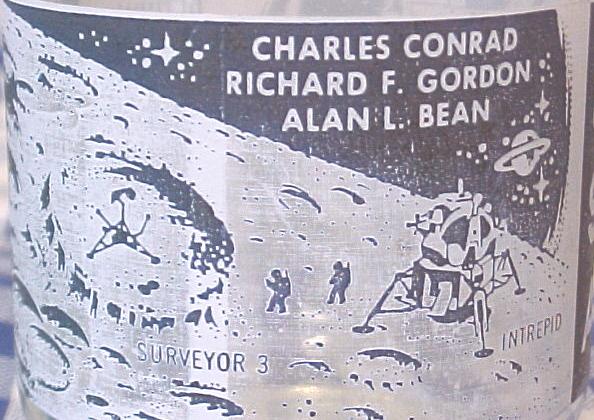 CHARLES CONRAD
RICHARD F. GORDON
ALAN L. BEAN
SURVEYOR 3
INTREPID